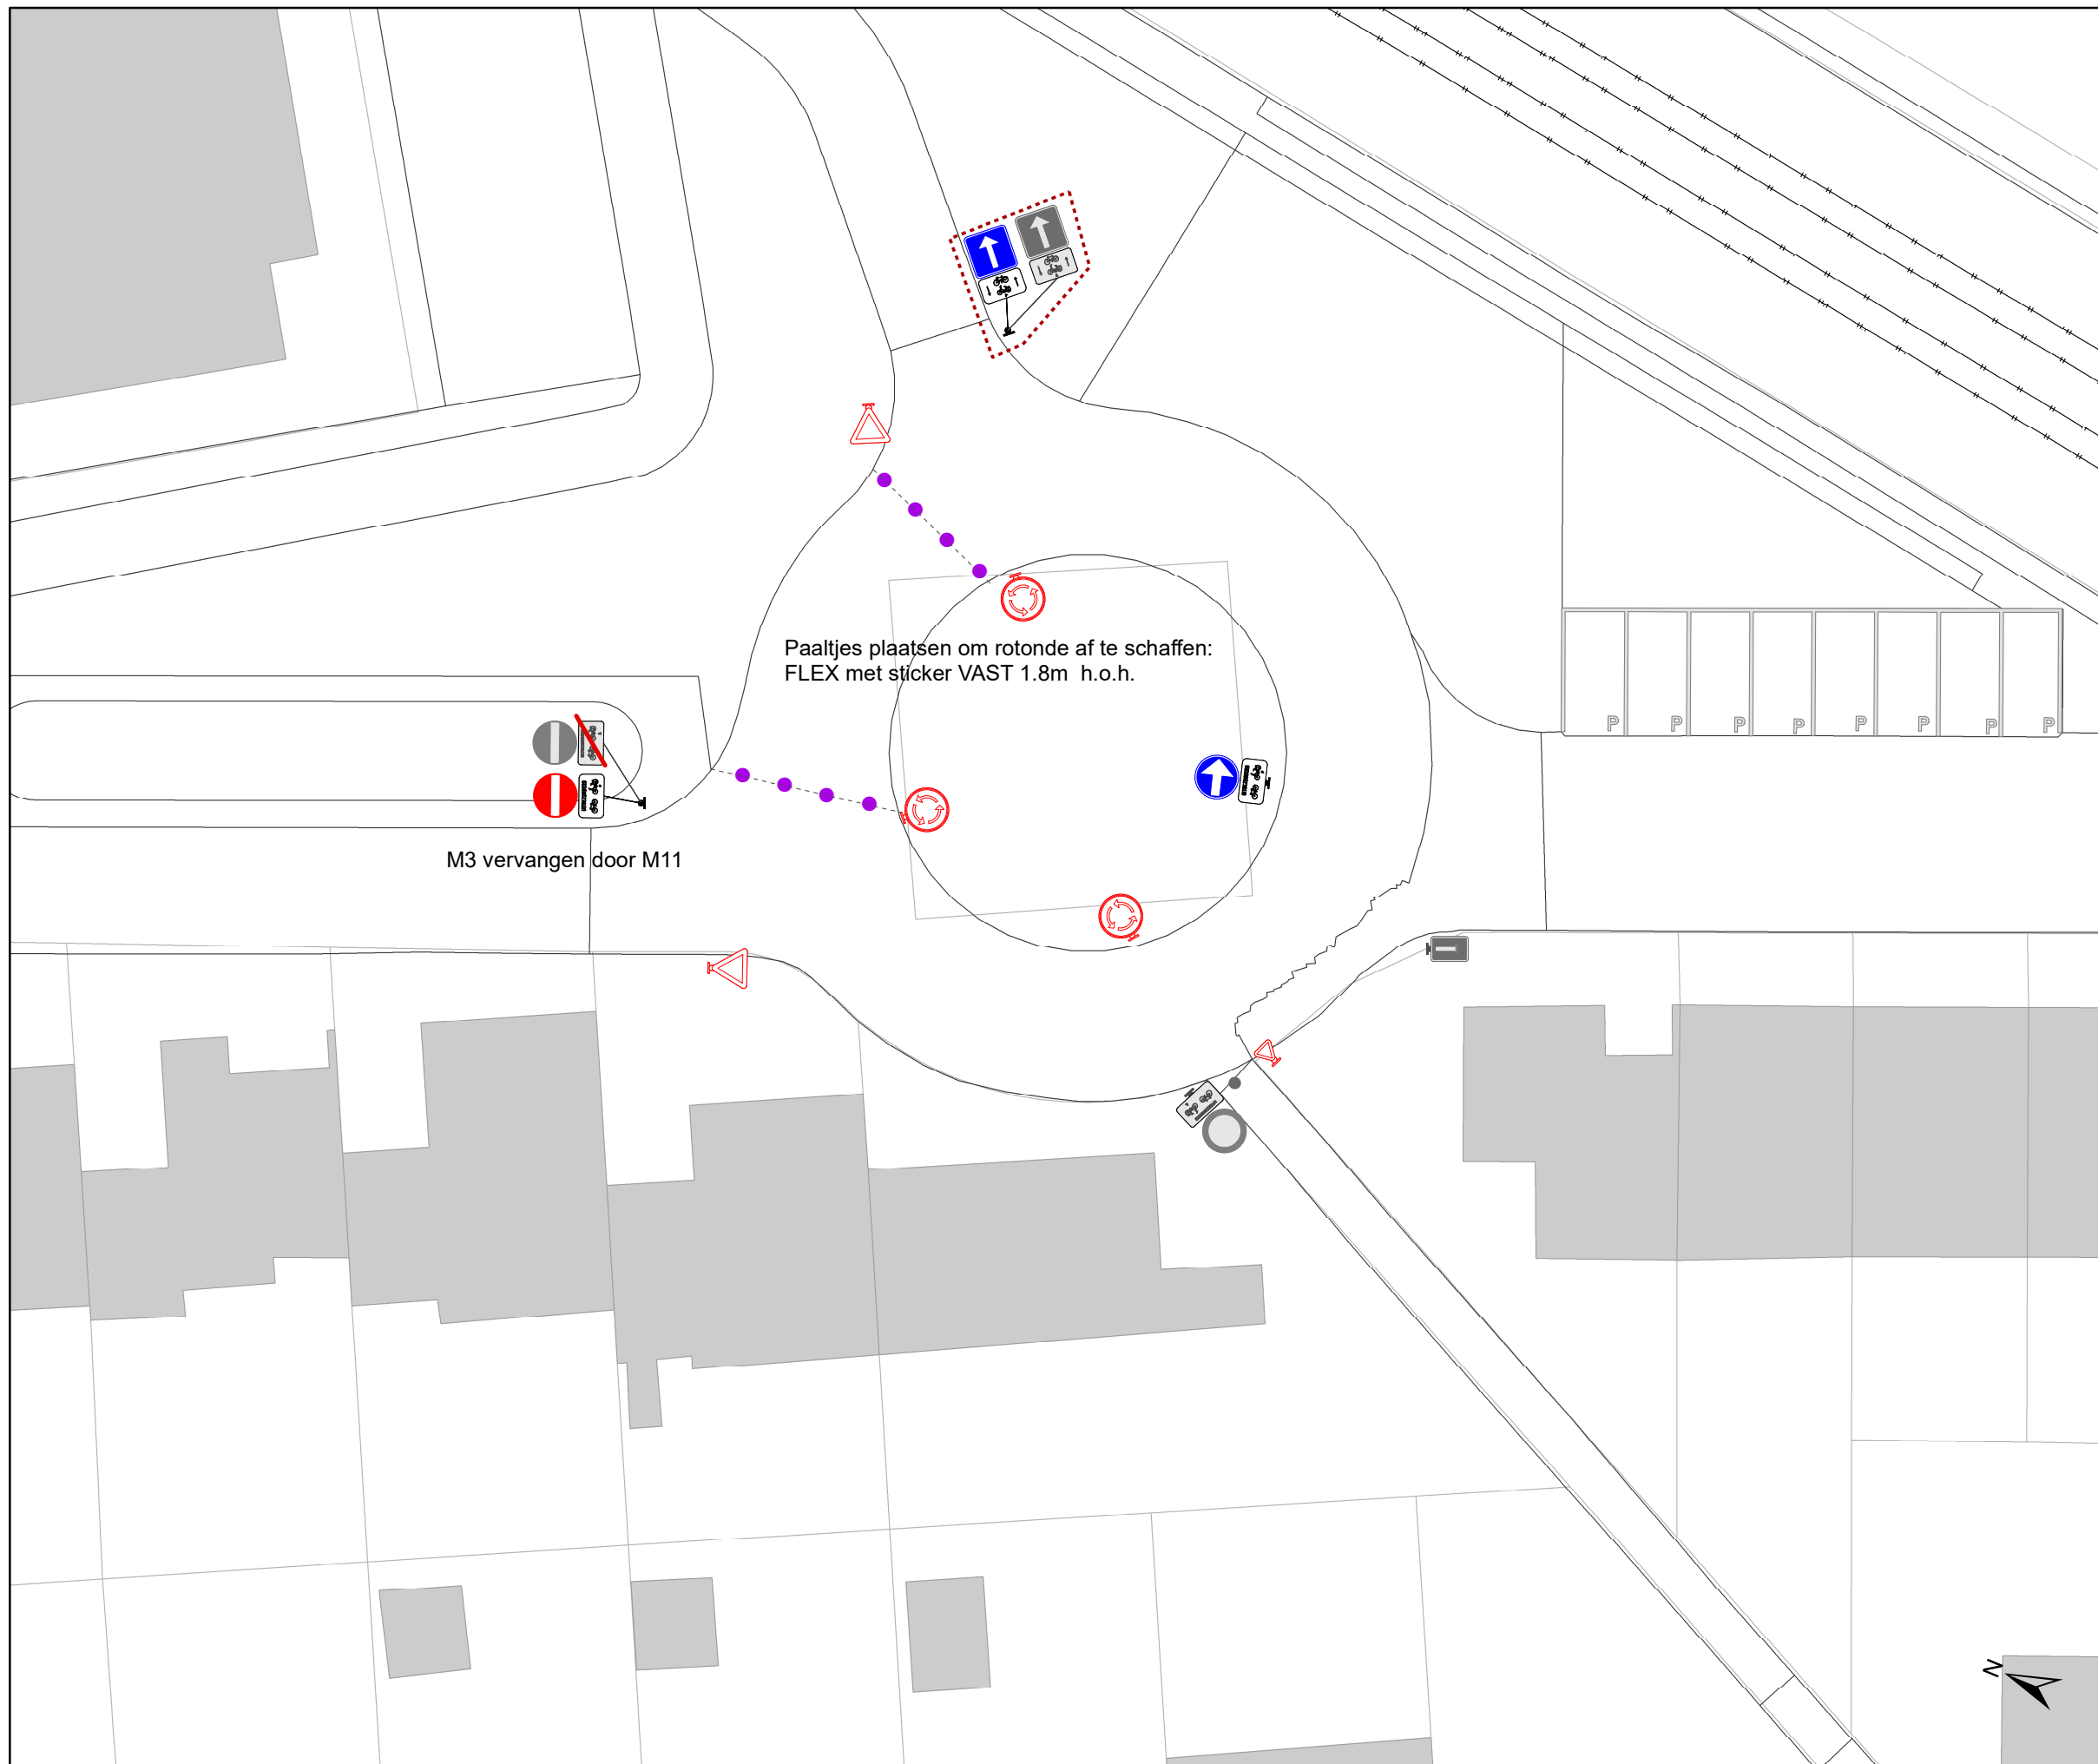 Paaltjes plaatsen om rotonde af te schaffen:
FLEX met sticker VAST 1.8m h.o.h.
P P P P P P P P
M3 vervangen door M11
N